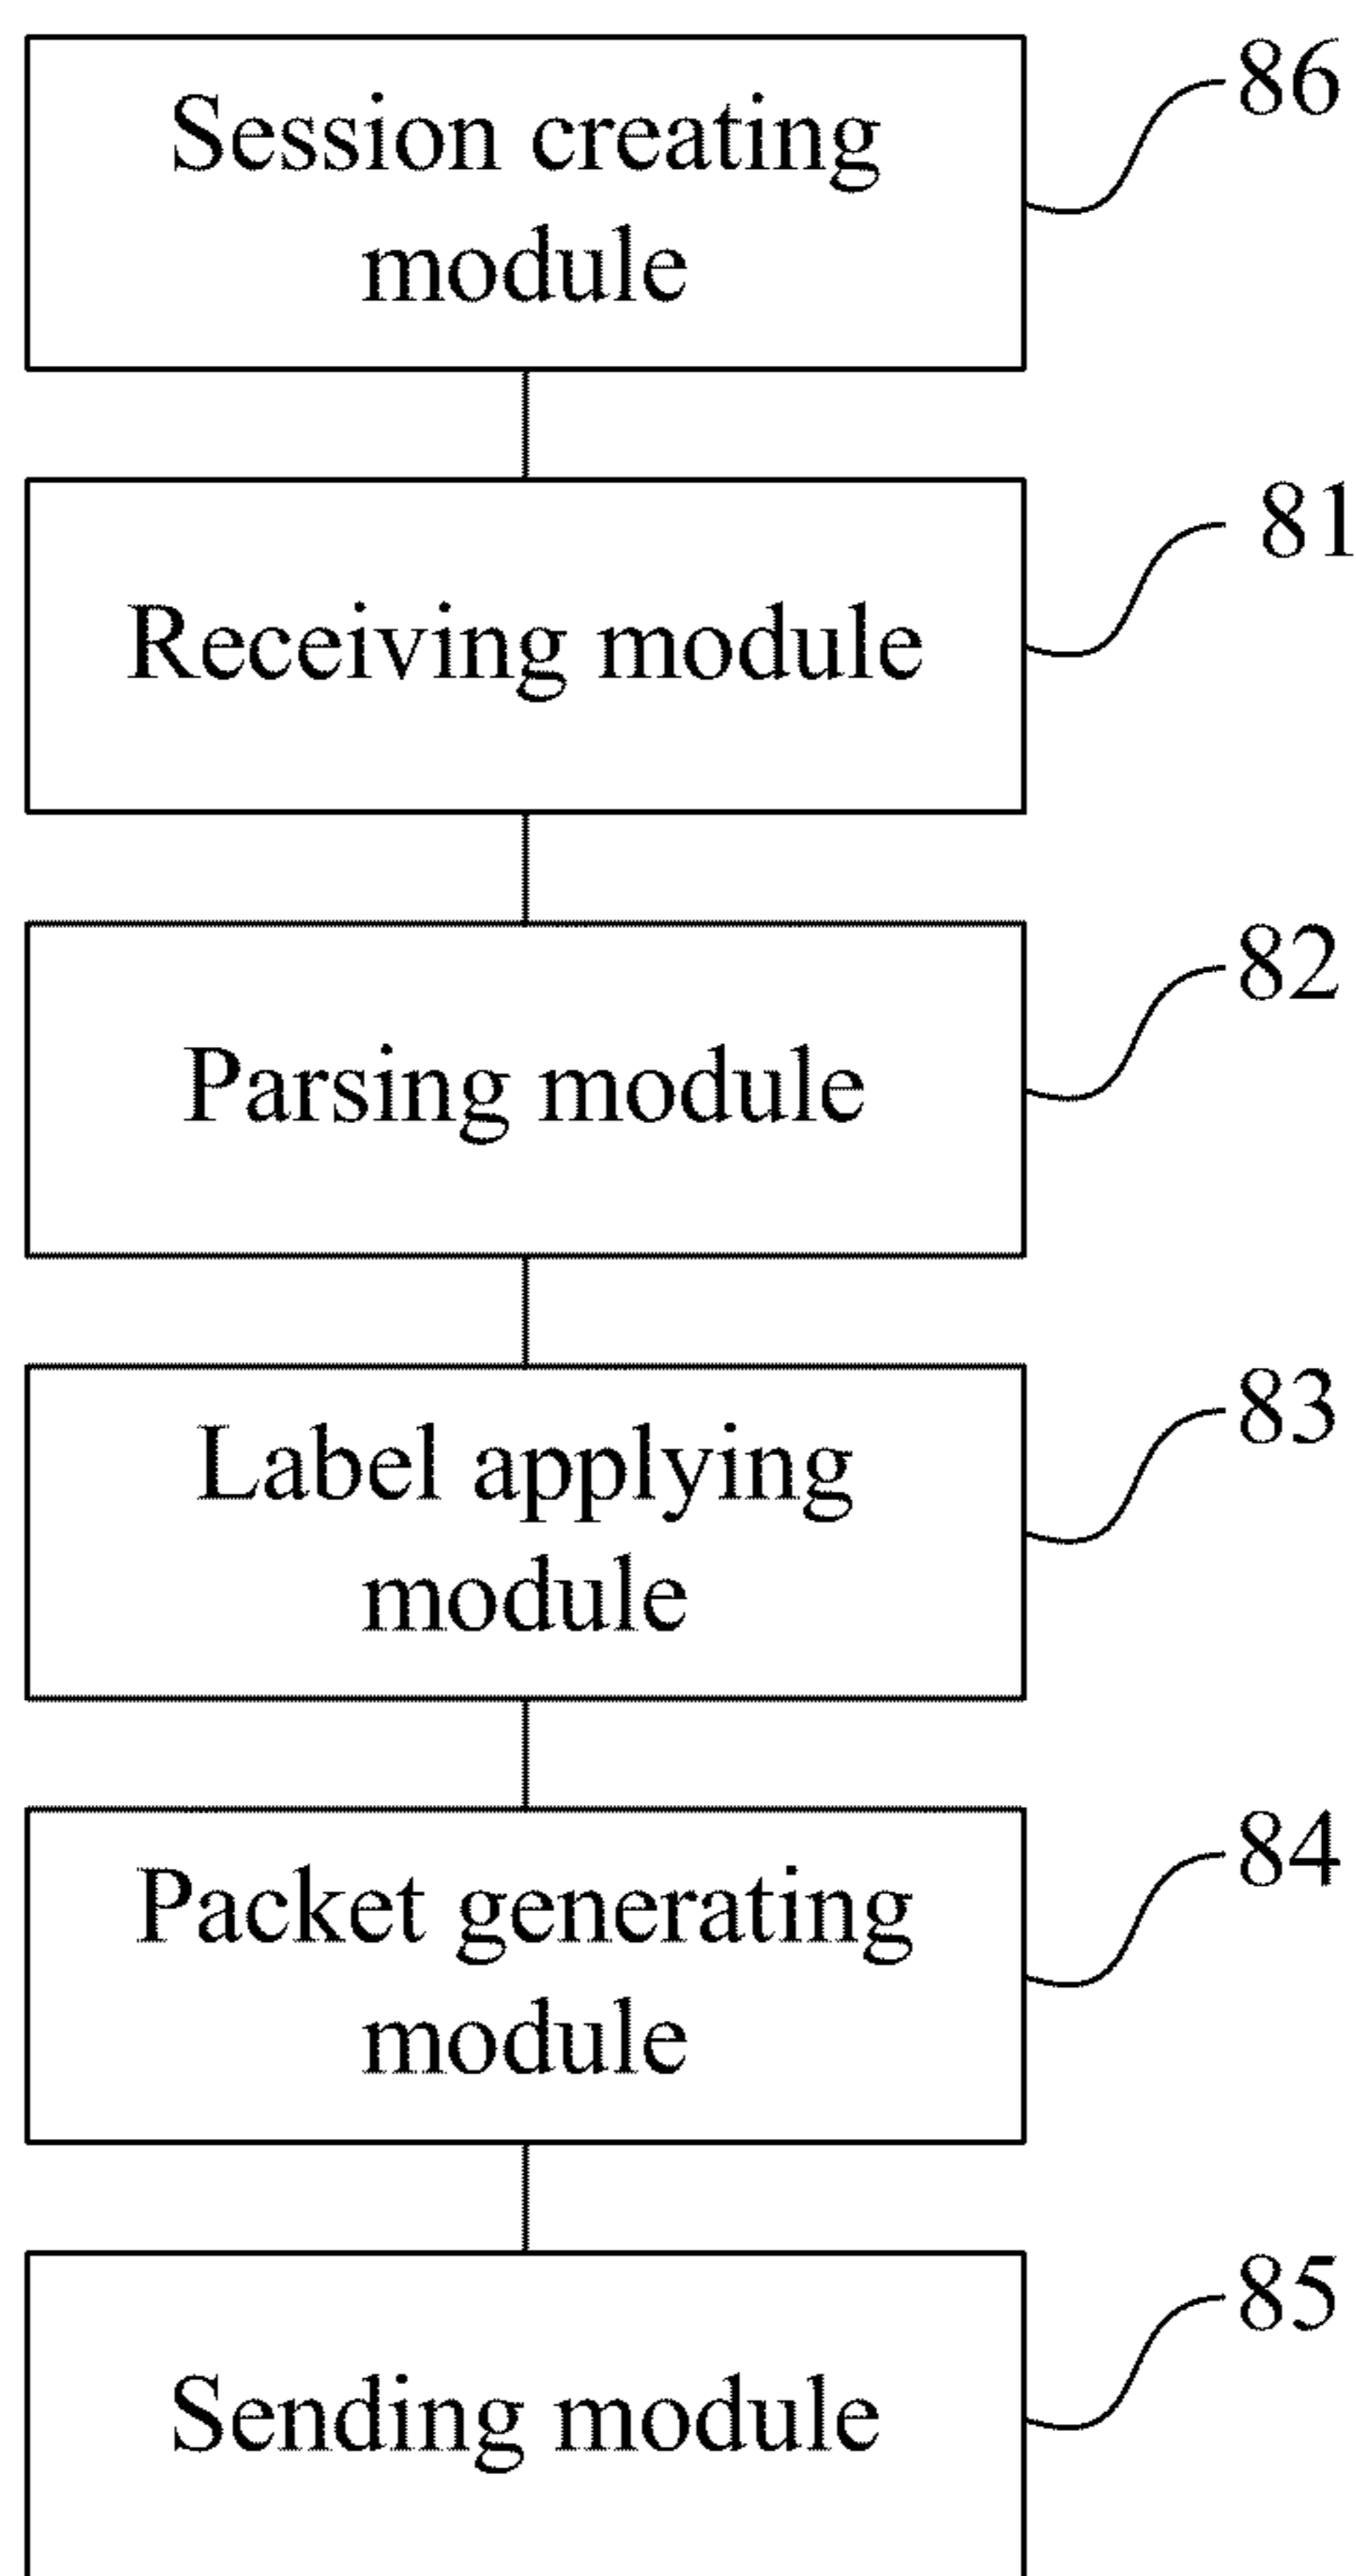 Session creating
module
86
Receiving module
81
Parsing module
82
Label applying
module
83
Packet generating
module
84
Sending module
85